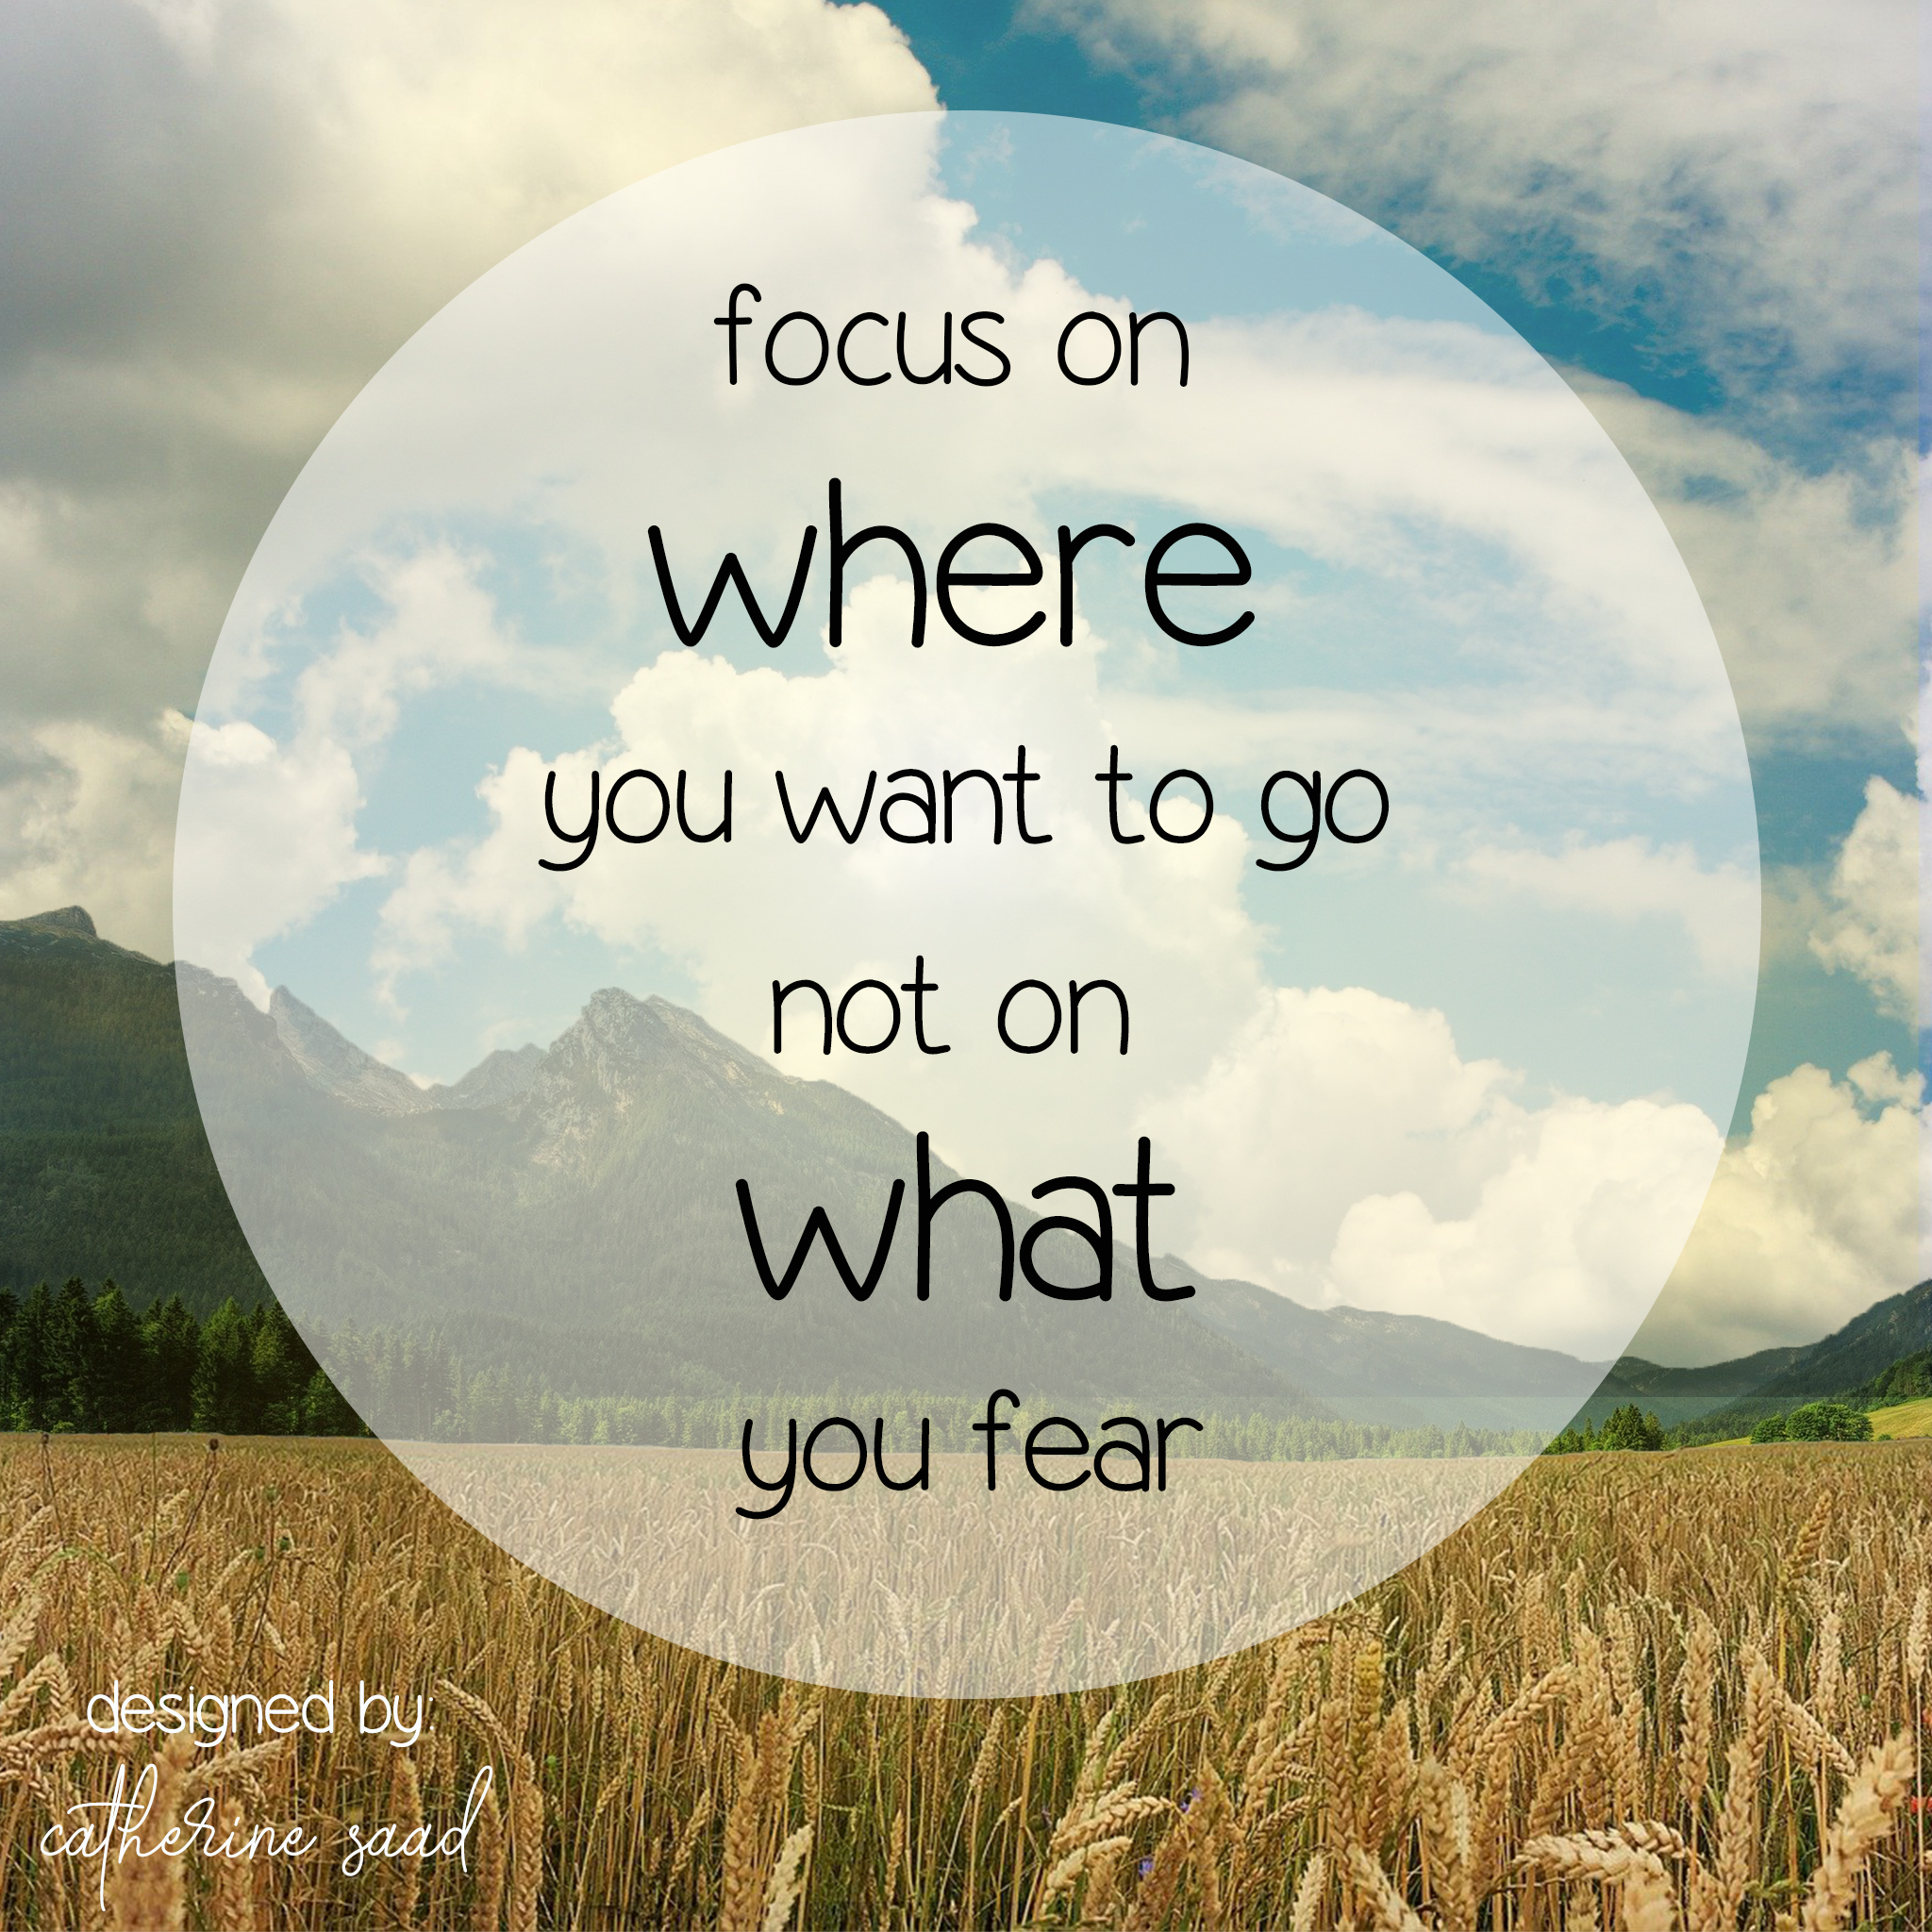 focus on
where
you want to go
not on
what
you fear
designed by:
catherine saad